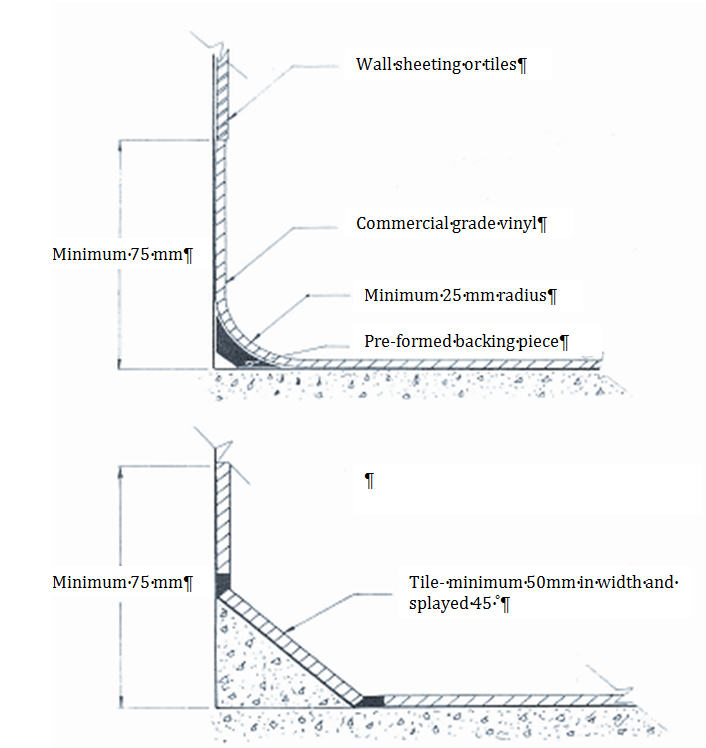 Wall·sheeting·or·tiles¶
Commercial·grade·vinyl¶
Minimum·75·mm¶
Minimum·25·mm·radius¶
Pre-formed·backing·piece¶
¶
Minimum·75·mm¶
Tile-·minimum·50mm·in·width·and·
splayed·45·°¶